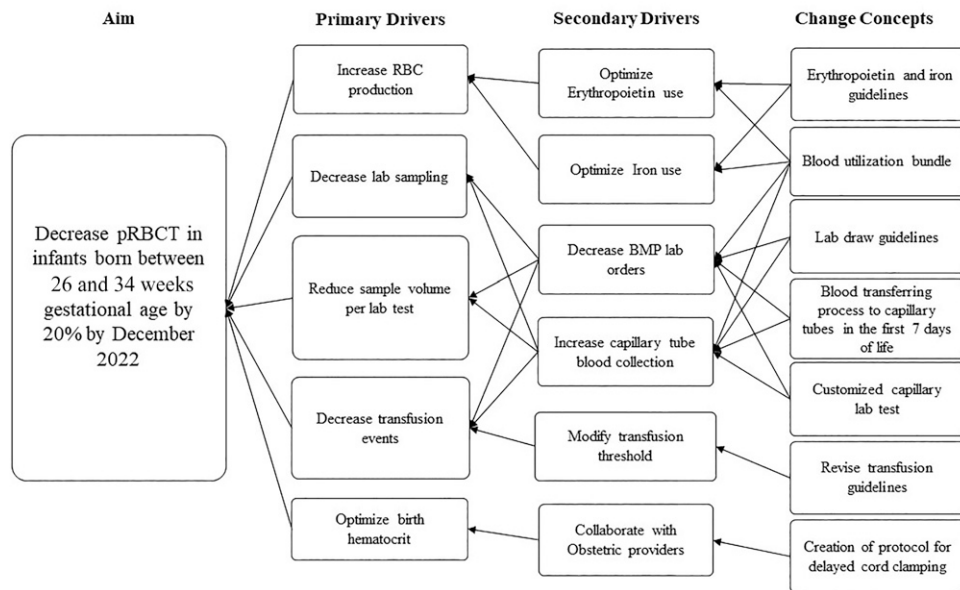 Aim
Primary Drivers
Secondary Drivers
Change Concepts
Decrease pRBCT in
infants born between
26 and 34 weeks
gestational age by
20% by December
2022
Increase RBC
production
Decrease lab sampling
Reduce sample volume
per lab test
Decrease transfusion
events
Optimize birth
hematocrit
Optimize
Erythropoietin use
Optimize Iron use
Decrease BMP lab
orders
Increase capillary tube
blood collection
Modify transfusion
threshold
Collaborate with
Obstetric providers
Erythropoietin and iron
guidelines
Blood utilization bundle
Lab draw guidelines
Blood transferring
process to capillary
tubes in the first 7 days
of life
Customized capillary
lab test
Revise transfusion
guidelines
Creation of protocol for
delayed cord clamping